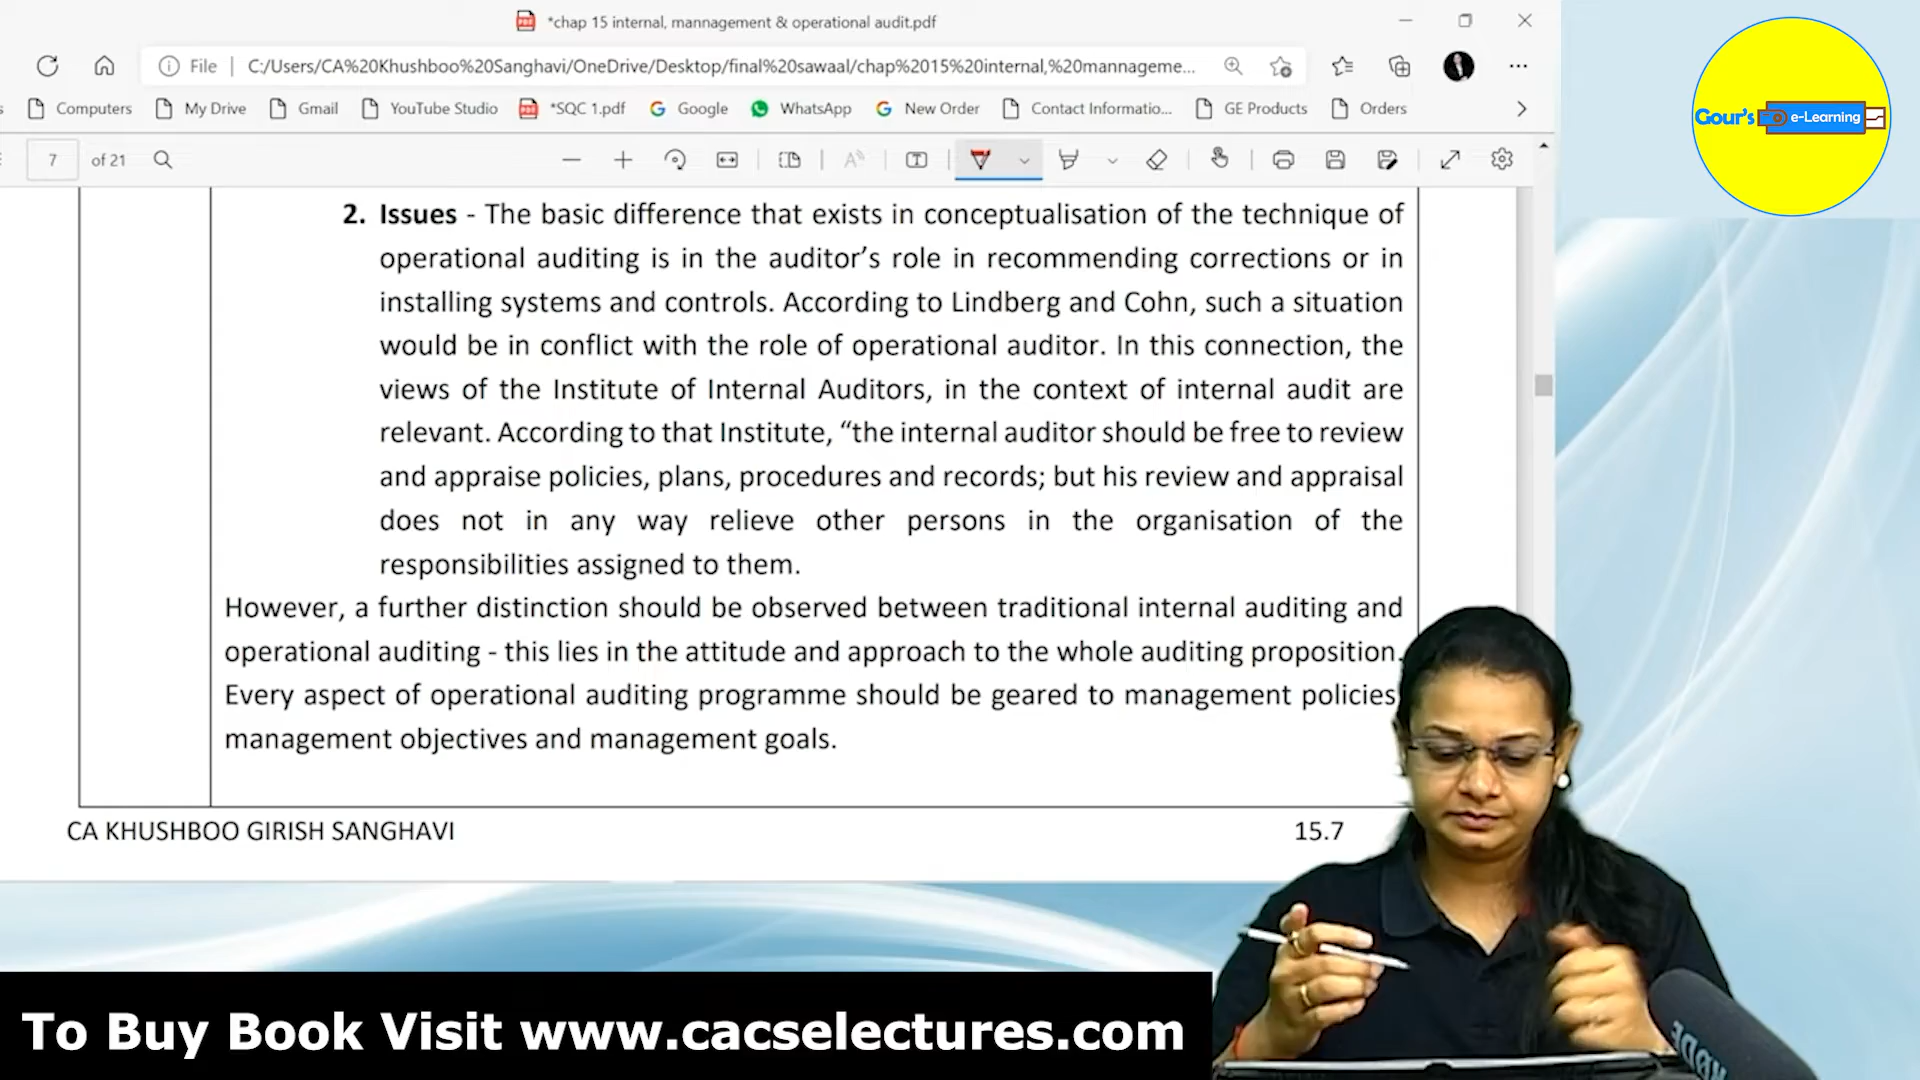 *chap 15 internal, mannagement & operational audit.pdf
File | C:/Users/CA%20Khushboo%20Sanghavi/OneDrive/Desktop/final%20sawaal/chap%2015%20internal,%20mannageme...
Computers My Drive Gmail YouTube Studio *SQC 1.pdf Google WhatsApp New Order Contact Informatio... GE Products Orders
7 of 21
Gour's e-Learning
2. Issues - The basic difference that exists in conceptualisation of the technique of
operational auditing is in the auditor's role in recommending corrections or in
installing systems and controls. According to Lindberg and Cohn, such a situation
would be in conflict with the role of operational auditor. In this connection, the
views of the Institute of Internal Auditors, in the context of internal audit are
relevant. According to that Institute, “the internal auditor should be free to review
and appraise policies, plans, procedures and records; but his review and appraisal
does not in any way relieve other persons in the organisation of the
responsibilities assigned to them.
However, a further distinction should be observed between traditional internal auditing and
operational auditing - this lies in the attitude and approach to the whole auditing proposition.
Every aspect of operational auditing programme should be geared to management policies
management objectives and management goals.
CA KHUSHBOO GIRISH SANGHAVI 15.7
To Buy Book Visit www.cacselectures.com